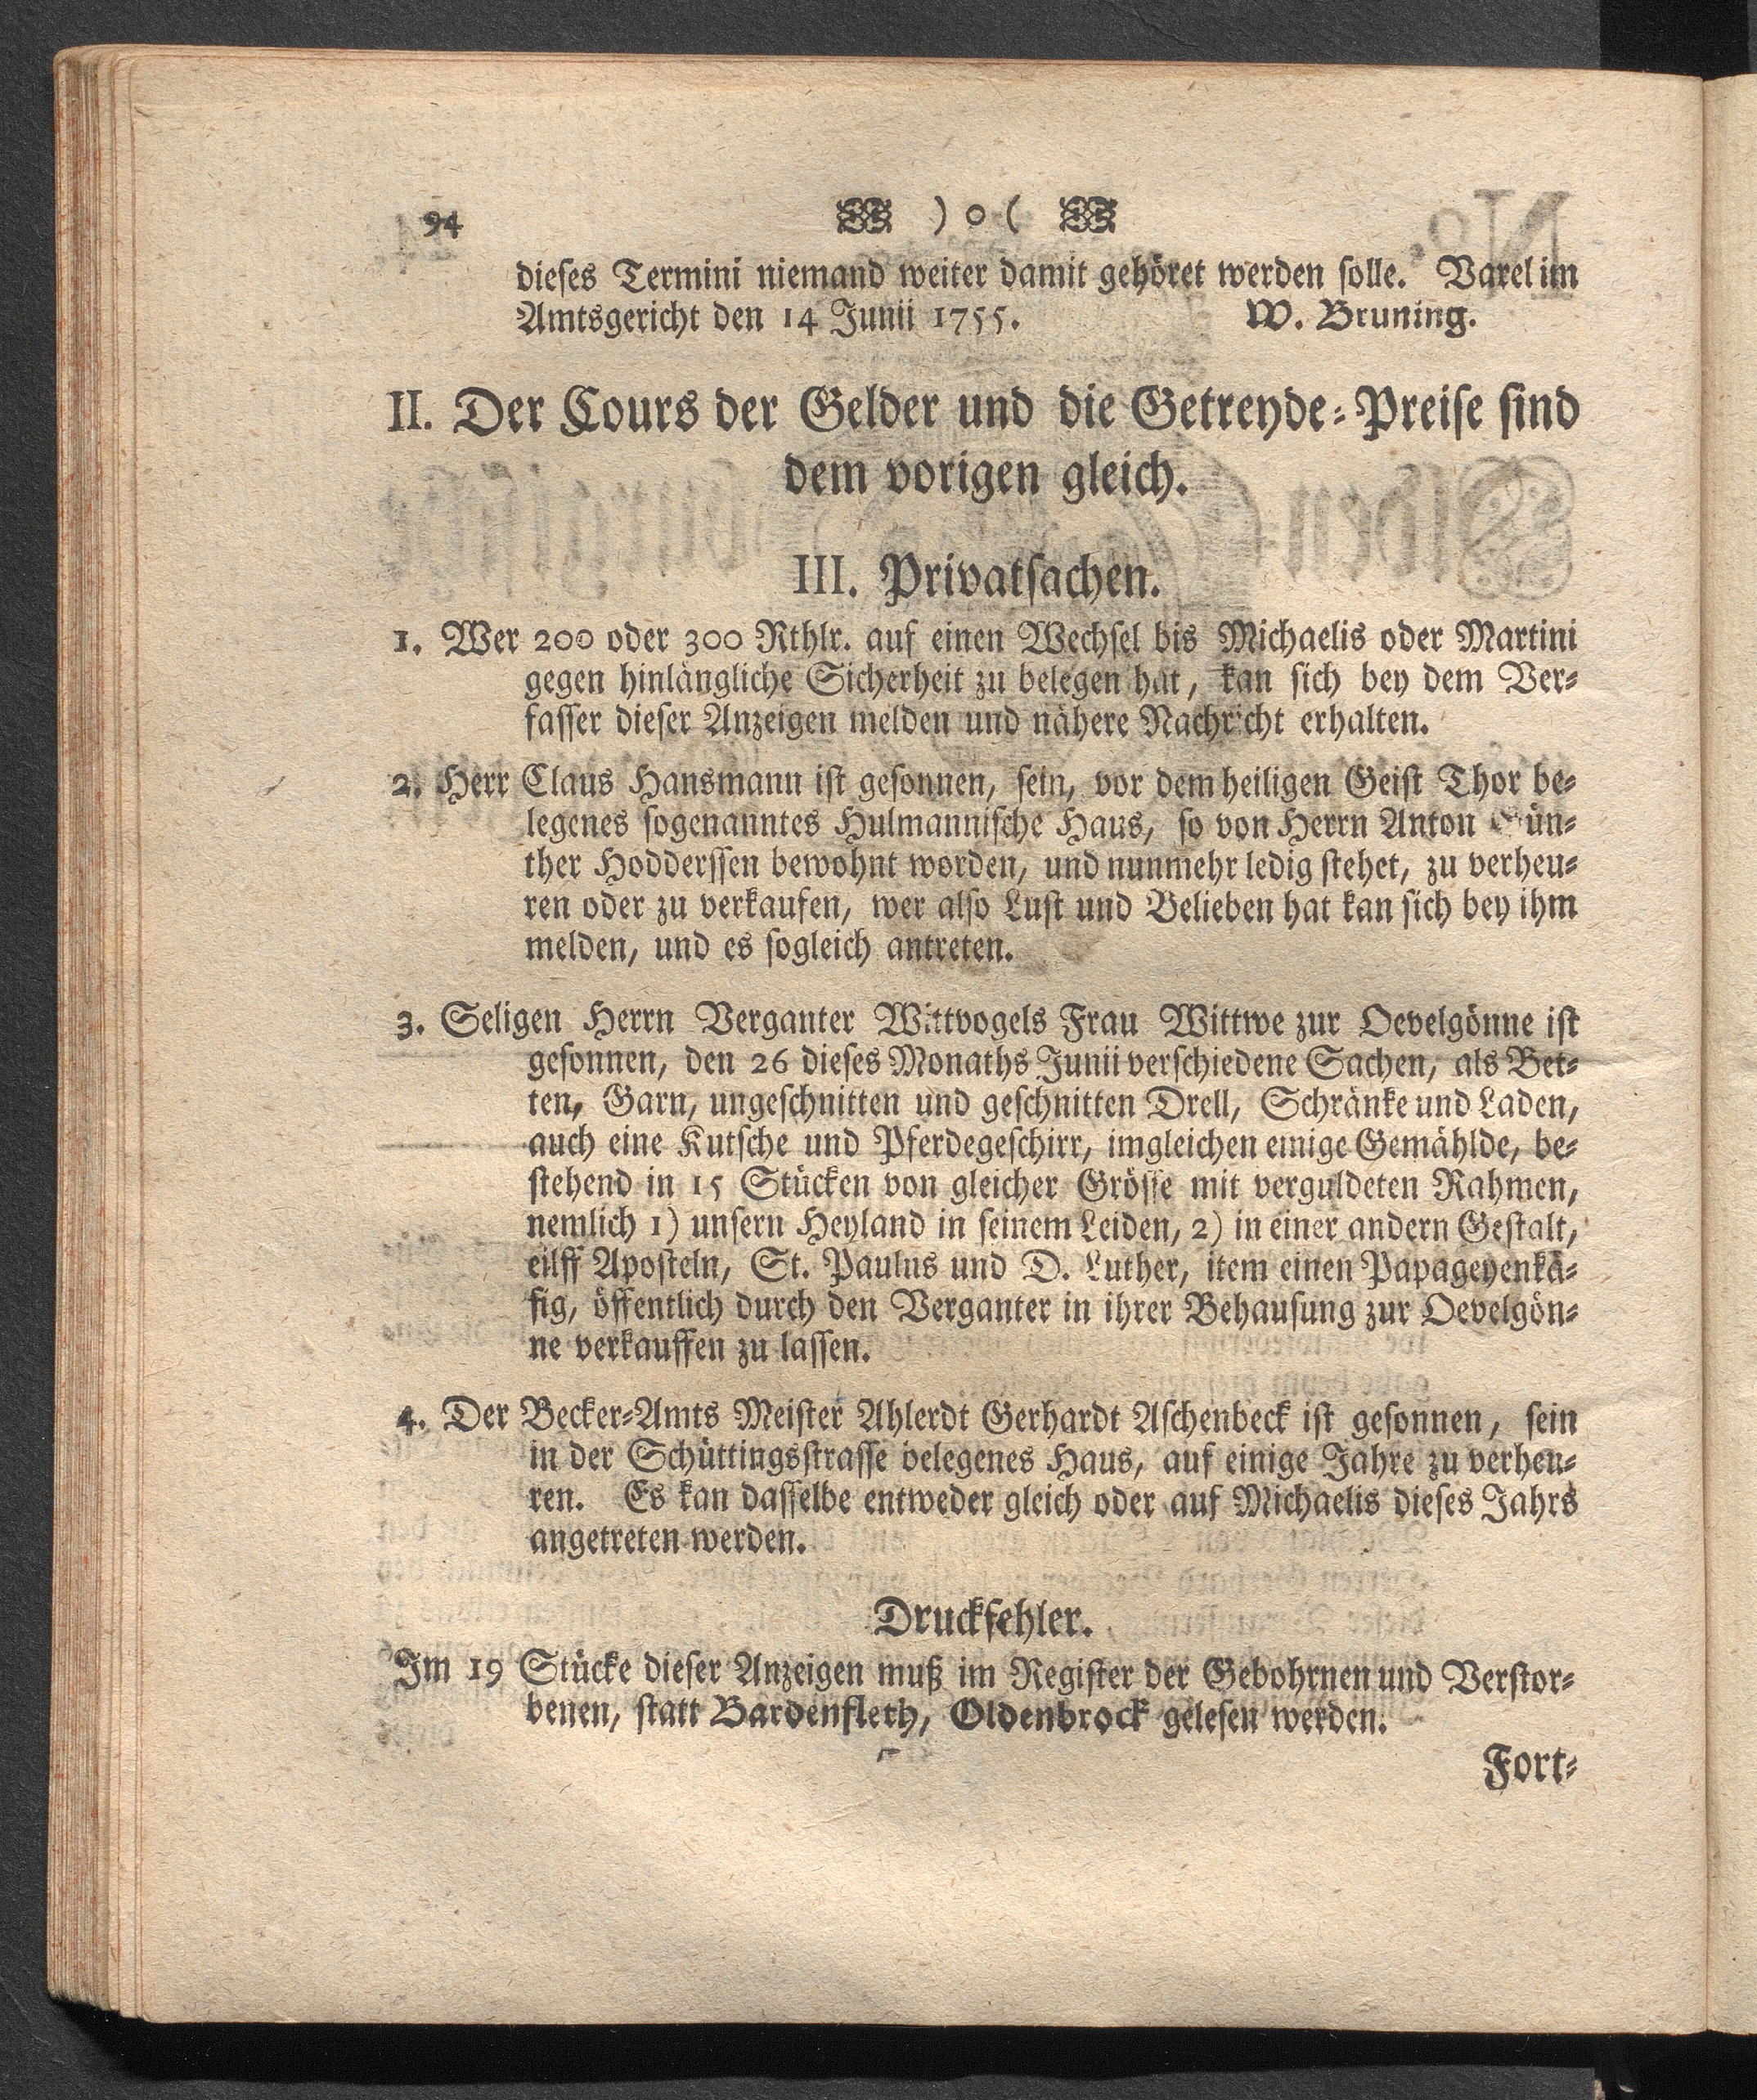 94 ) o (
dieſes Termini niemand weiter damit gehöret werden ſolle. Varel im
Amtsgericht den 14 Junii 1755. W. Bruning.
II. Der Cours der Gelder und die Getreyde-Preiſe ſind
dem vorigen gleich.
III. Privatſachen.
1. Wer 200 oder 300 Rthlr. auf einen Wechſel bis Michaelis oder Martini
gegen hinlängliche Sicherheit zu belegen hat, kan ſich bey dem Ver-
faſſer dieſer Anzeigen melden und nähere Nachricht erhalten.
2. Herr Claus Hansmann iſt geſonnen, ſein, vor dem heiligen Geiſt Thor be-
legenes ſogenanntes Hulmanniſche Haus, ſo von Herrn Anton Gün-
ther Hodderſſen bewohnt worden, und nunmehr ledig ſtehet, zu verheu-
ren oder zu verkaufen, wer alſo Luſt und Belieben hat kan ſich bey ihm
melden, und es ſogleich antreten.
3. Seligen Herrn Verganter Wittvogels Frau Wittwe zur Oevelgönne iſt
geſonnen, den 26 dieſes Monaths Junii verſchiedene Sachen, als Bet-
ten, Garn, ungeſchnitten und geſchnitten Drell, Schränke und Laden,
auch eine Kutſche und Pferdegeſchirr, imgleichen einige Gemählde, be-
ſtehend in 15 Stücken von gleicher Gröſſe mit verguldeten Rahmen,
nemlich 1) unſern Heyland in ſeinem Leiden, 2) in einer andern Geſtalt,
eilff Apoſteln, St. Paulus und D. Luther, item einen Papageyenkä-
fig, öffentlich durch den Verganter in ihrer Behauſung zur Oevelgön-
ne verkauffen zu laſſen.
4. Der Becker-Amts Meiſter Ahlerdt Gerhardt Aſchenbeck iſt geſonnen, ſein
in der Schüttingsſtraſſe belegenes Haus, auf einige Jahre zu verheu-
ren. Es kan daſſelbe entweder gleich oder auf Michaelis dieſes Jahrs
angetreten werden.
Druckfehler.
Im 19 Stücke dieſer Anzeigen muß im Regiſter der Gebohrnen und Verſtor-
benen, ſtatt Bardenfleth, Oldenbrock geleſen werden.
Fort-